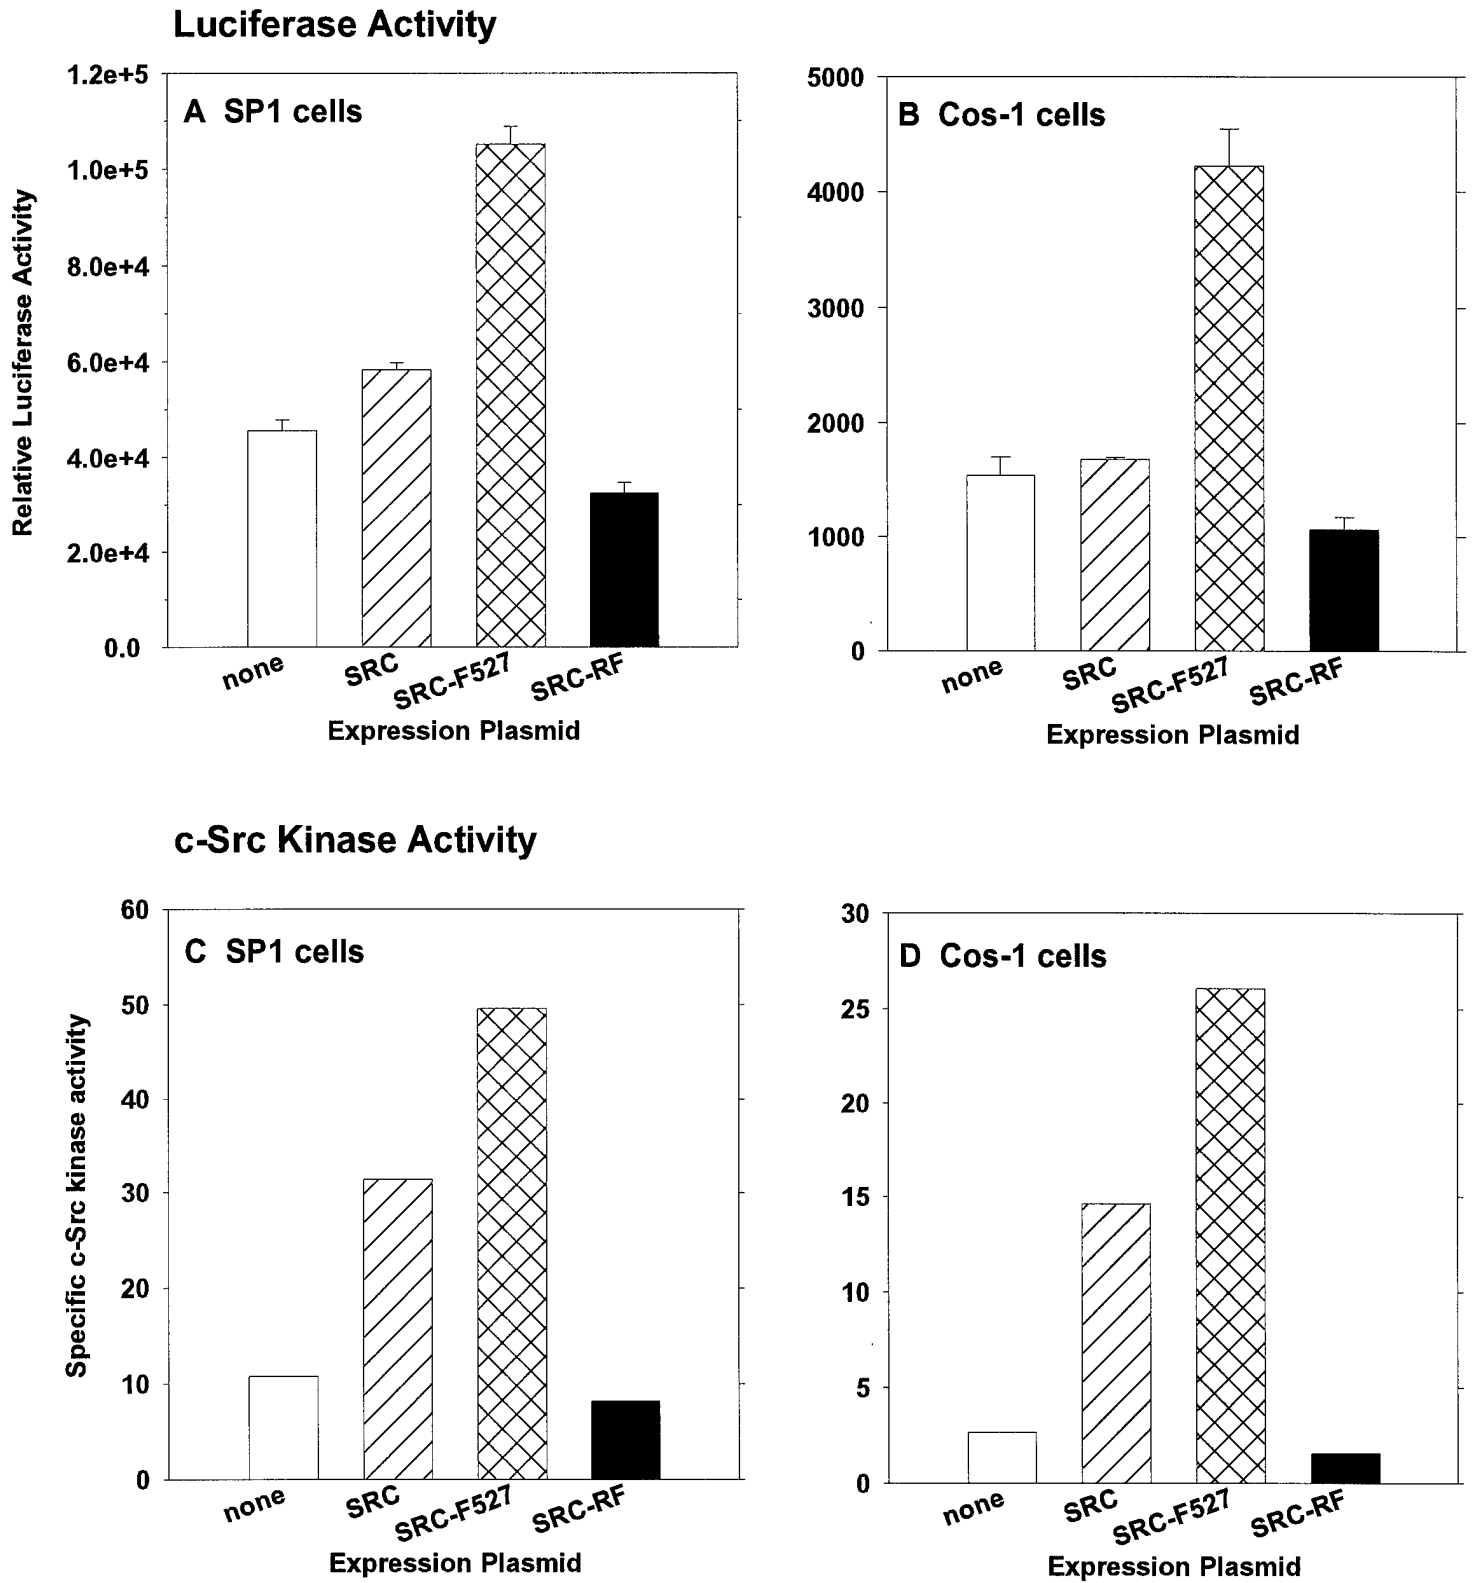 Luciferase Activity
A SP1 cells
Relative Luciferase Activity
1.2e+5
1.0e+5
8.0e+4
6.0e+4
4.0e+4
2.0e+4
0.0
none SRC SRC-F527 SRC-RF
Expression Plasmid
B Cos-1 cells
5000
4000
3000
2000
1000
0
none SRC SRC-F527 SRC-RF
Expression Plasmid
c-Src Kinase Activity
C SP1 cells
Specific c-Src kinase activity
60
50
40
30
20
10
0
none SRC SRC-F527 SRC-RF
Expression Plasmid
D Cos-1 cells
30
25
20
15
10
5
0
none SRC SRC-F527 SRC-RF
Expression Plasmid